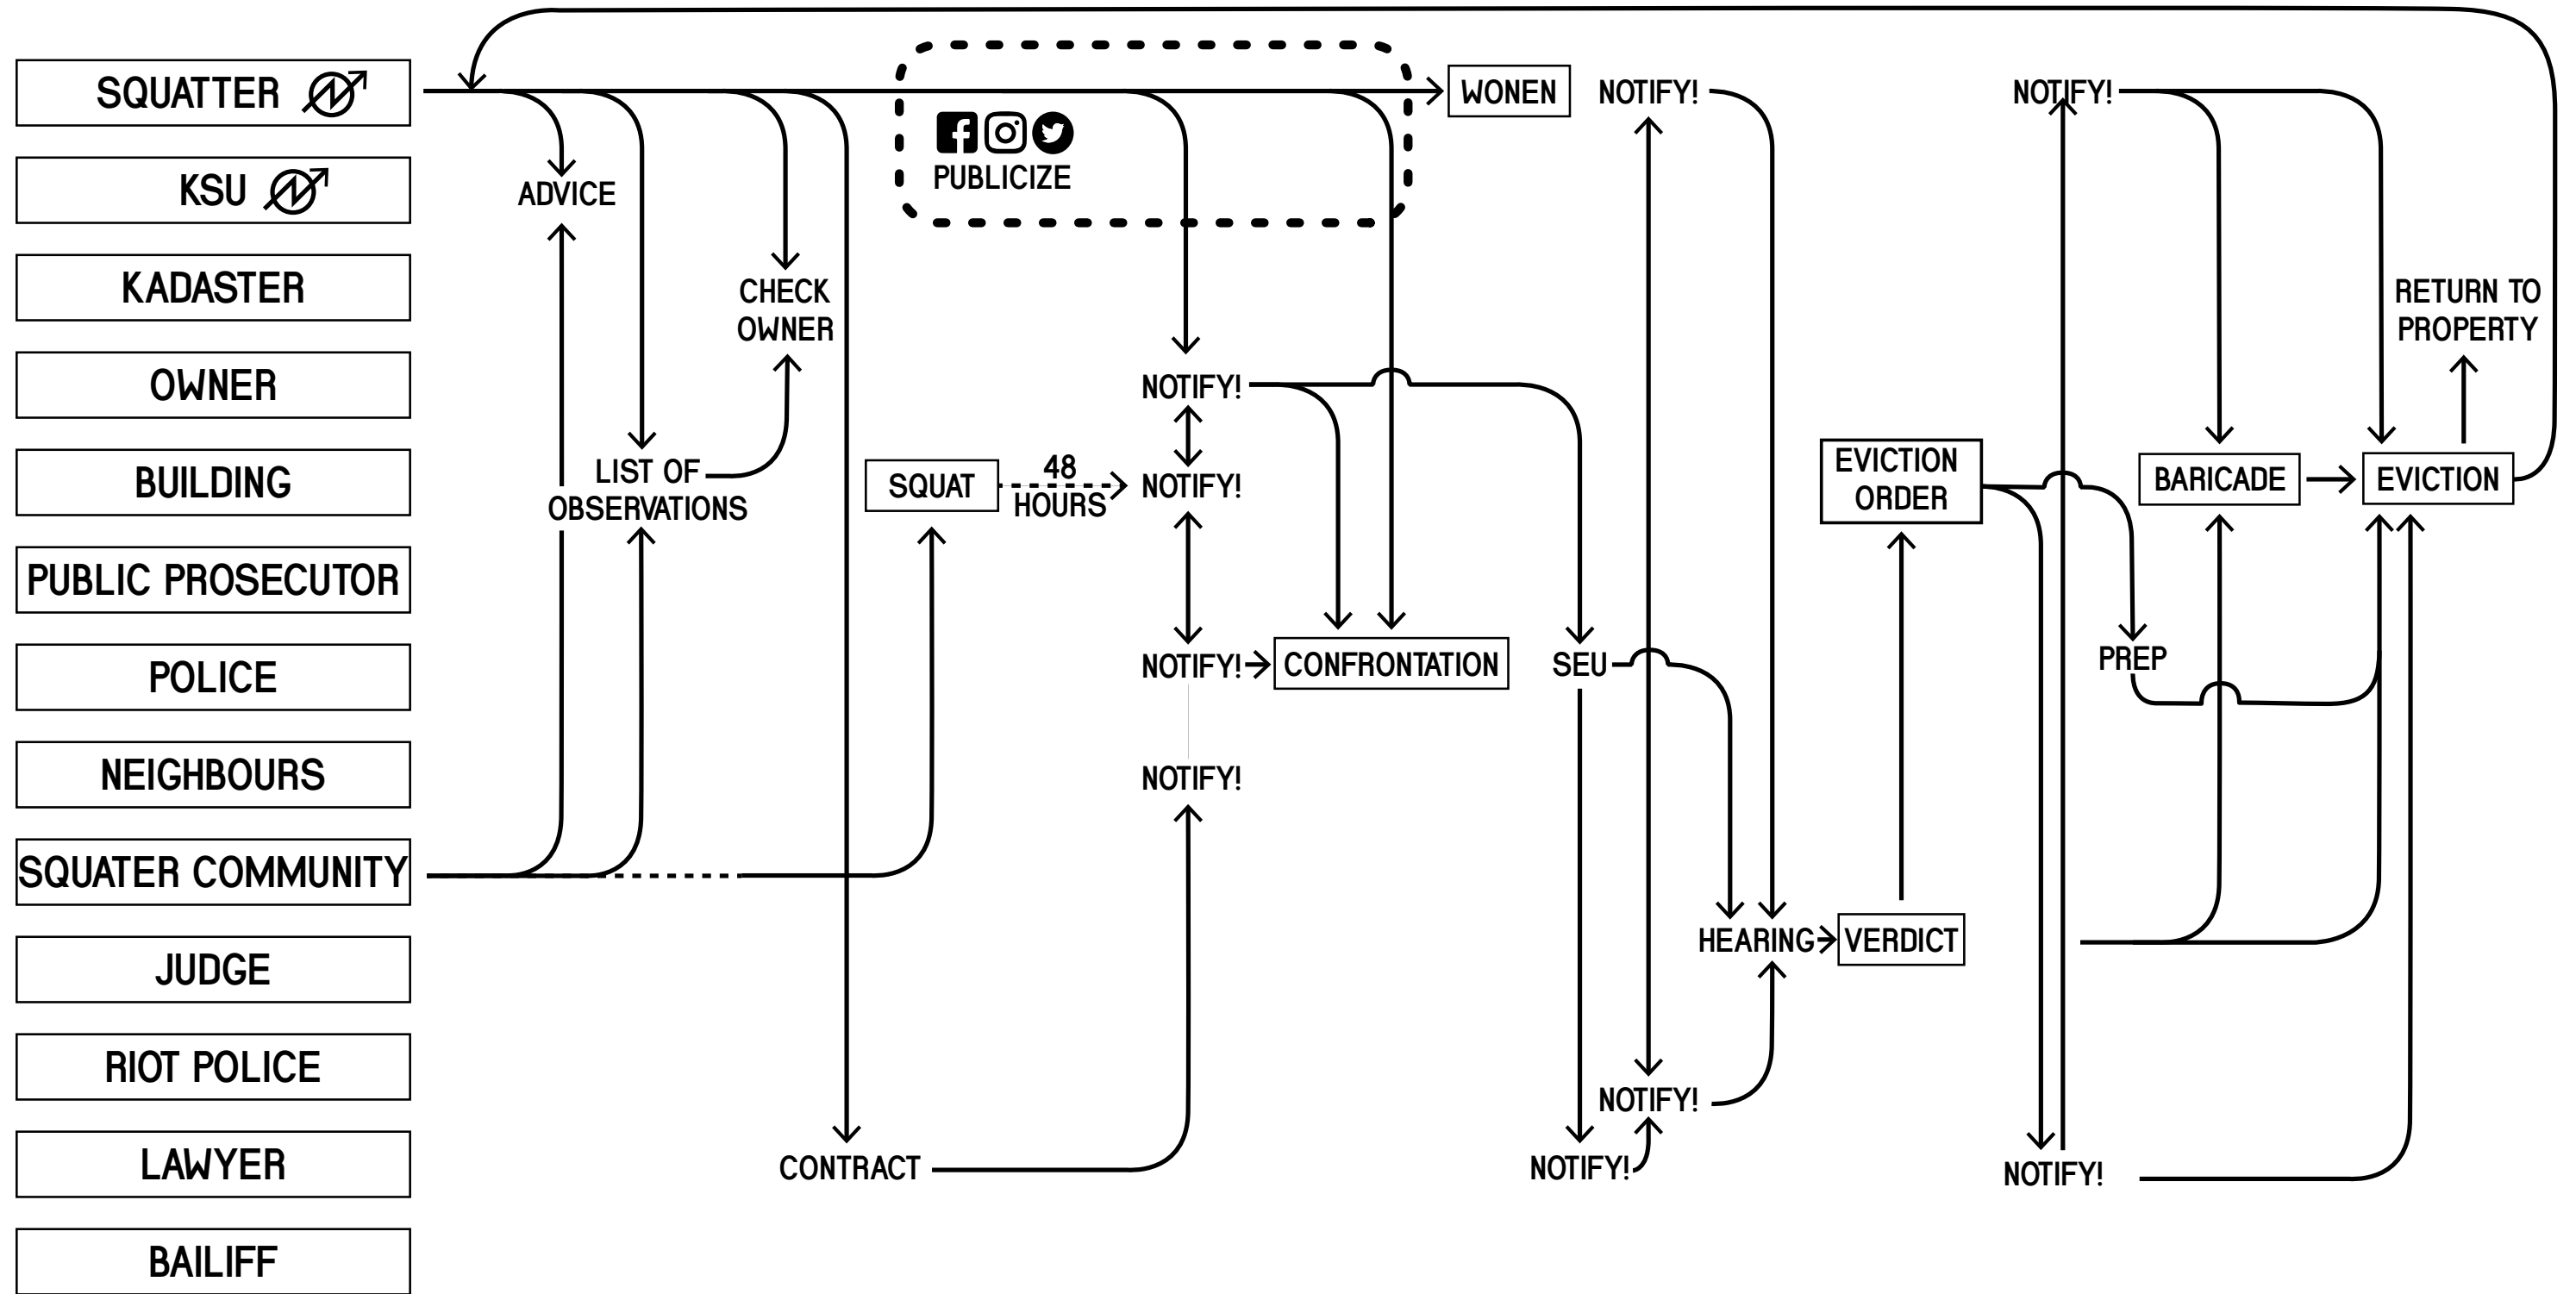 SQUATTER
KSU
KADASTER
OWNER
BUILDING
PUBLIC PROSECUTOR
POLICE
NEIGHBOURS
SQUATER COMMUNITY
JUDGE
RIOT POLICE
LAWYER
BAILIFF
ADVICE
LIST OF
OBSERVATIONS
CHECK
OWNER
CONTRACT
SQUAT
48
HOURS
PUBLICIZE
NOTIFY!
NOTIFY!
NOTIFY!
NOTIFY!
CONFRONTATION
WONEN
SEU
NOTIFY!
NOTIFY!
NOTIFY!
HEARING
VERDICT
EVICTION
ORDER
NOTIFY!
NOTIFY!
PREP
BARICADE
EVICTION
RETURN TO
PROPERTY